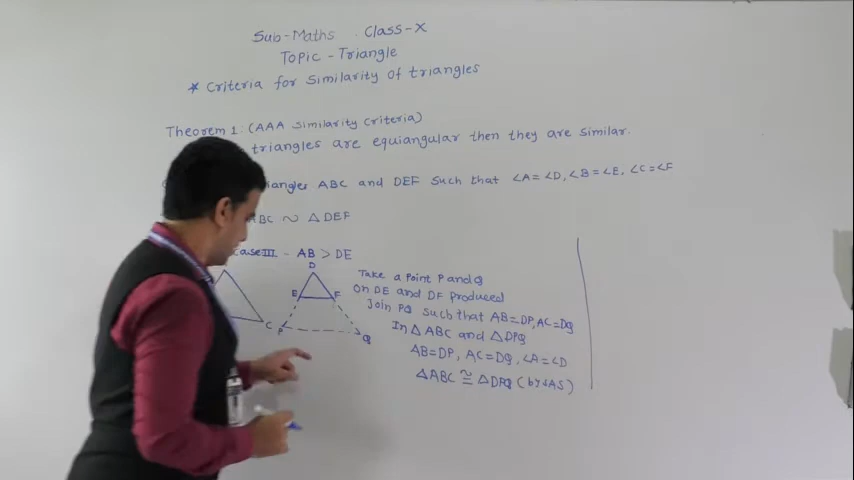 Sub-Maths . Class-X
Topic - Triangle
* Criteria for Similarity of triangles
Theorem 1. (AAA Similarity Criteria)
triangles are equiangular then they are similar.
iangles ABC and DEF Such that ∠A=∠D, ∠B=∠E, ∠C=∠F
ABC ~ △DEF
CaseIII - AB > DE
D
E F
C P Q
Take a Point P and Q
On DE and DF produced
Join PQ such that AB=DP, AC=DQ
In △ABC and △DPQ
AB=DP, AC=DQ, ∠A=∠D
△ABC ≅ △DPQ (by SAS)